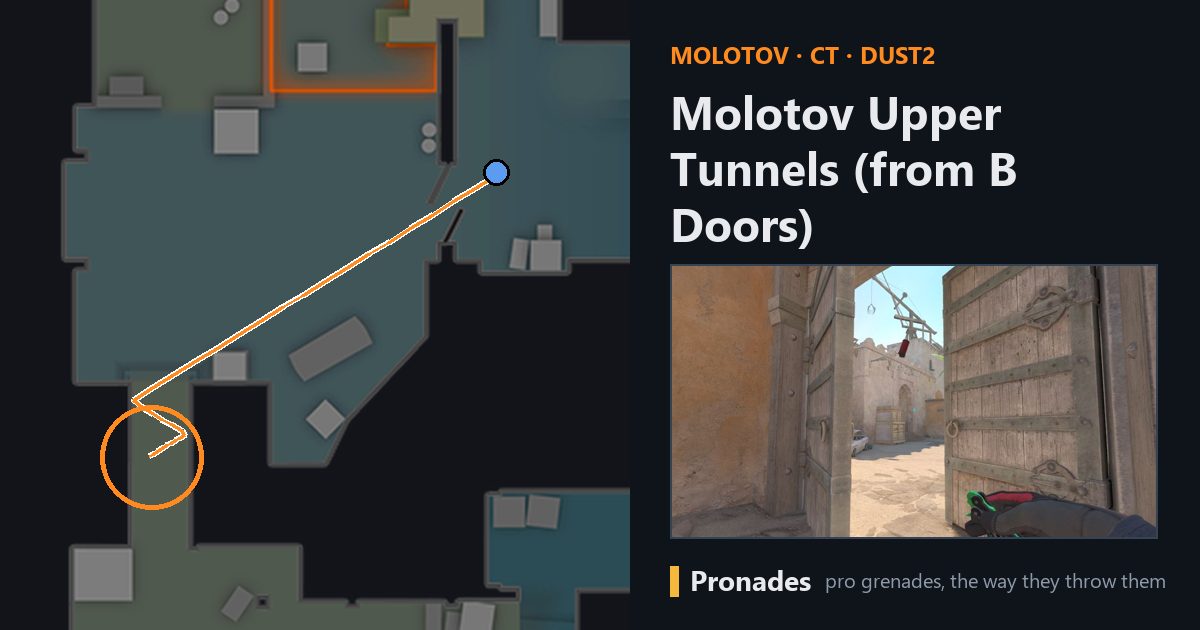 MOLOTOV · CT · DUST2
Molotov Upper
Tunnels (from B
Doors)
Pronades pro grenades, the way they throw them